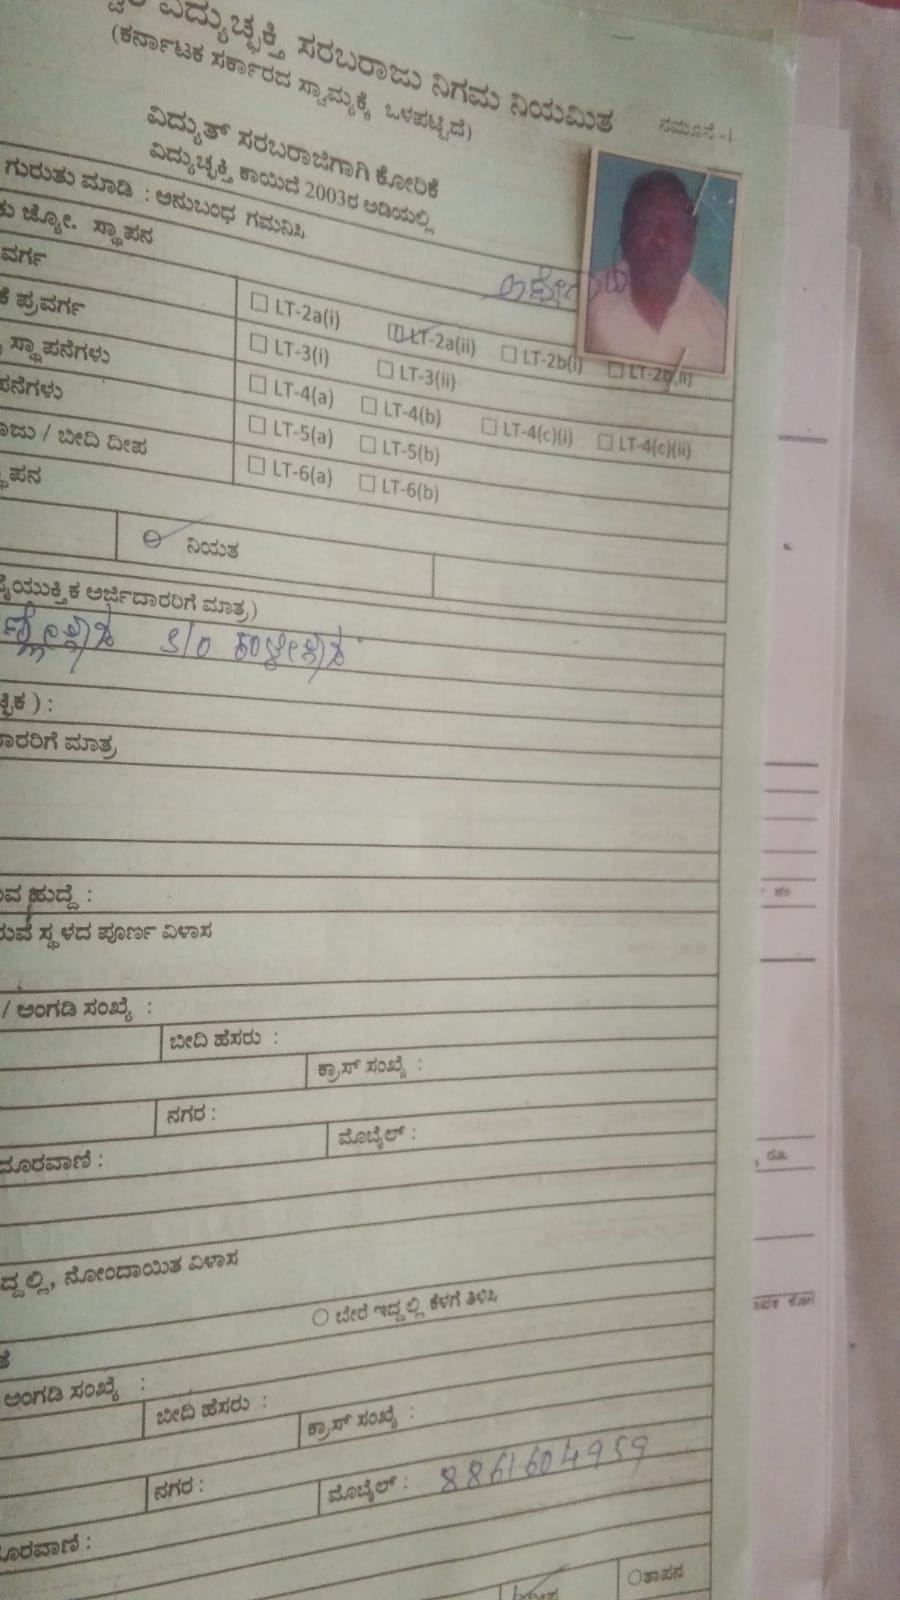 ವಿದ್ಯುಚ್ಛಕ್ತಿ ಸರಬರಾಜು ನಿಗಮ ನಿಯಮಿತ
(ಕರ್ನಾಟಕ ಸರ್ಕಾರದ ಸ್ವಾಮ್ಯಕ್ಕೆ ಒಳಪಟ್ಟಿದೆ)
ನಮೂನೆ -I
ವಿದ್ಯುತ್ ಸರಬರಾಜಿಗಾಗಿ ಕೋರಿಕೆ
ವಿದ್ಯುಚ್ಛಕ್ತಿ ಕಾಯಿದೆ 2003ರ ಅಡಿಯಲ್ಲಿ
ಗುರುತು ಮಾಡಿ : ಅನುಬಂಧ ಗಮನಿಸಿ
ಜ್ಯೋ. ಸ್ಥಾಪನ
ವರ್ಗ LT-2a(i) LT-2a(ii) LT-2b(i) LT-2b(ii)
ಪ್ರವರ್ಗ LT-3(i) LT-3(ii)
ಸ್ಥಾಪನೆಗಳು LT-4(a) LT-4(b) LT-4(c)(i) LT-4(c)(ii)
ಪನೆಗಳು LT-5(a) LT-5(b)
/ ಬೀದಿ ದೀಪ LT-6(a) LT-6(b)
ನಿಯತ
ಅರ್ಜಿದಾರರಿಗೆ ಮಾತ್ರ)
S/o
ದಾರರಿಗೆ ಮಾತ್ರ
ಹುದ್ದೆ :
ಸ್ಥಳದ ಪೂರ್ಣ ವಿಳಾಸ
/ ಅಂಗಡಿ ಸಂಖ್ಯೆ :
ಬೀದಿ ಹೆಸರು :
ಕ್ರಾಸ್ ಸಂಖ್ಯೆ :
ನಗರ :
ದೂರವಾಣಿ : ಮೊಬೈಲ್ :
ನೋಂದಾಯಿತ ವಿಳಾಸ
ಬೇರೆ ಇದ್ದಲ್ಲಿ ಕೆಳಗೆ ತಿಳಿಸಿ
ಅಂಗಡಿ ಸಂಖ್ಯೆ :
ಬೀದಿ ಹೆಸರು :
ಕ್ರಾಸ್ ಸಂಖ್ಯೆ :
ನಗರ :
ಮೊಬೈಲ್ : 8861604959
ದೂರವಾಣಿ :
ತಾಪನ